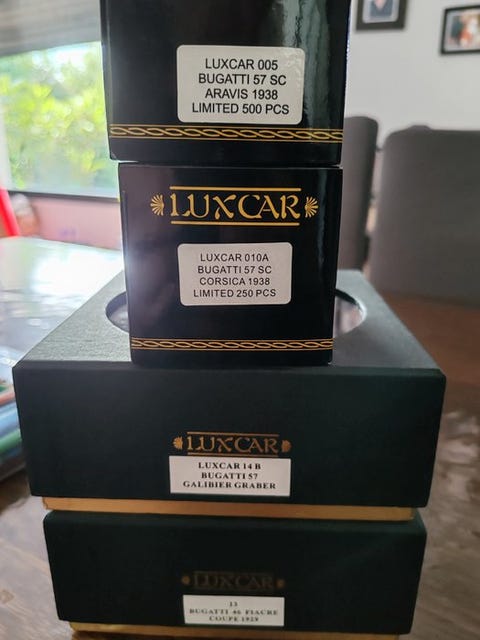 LUXCAR 005
BUGATTI 57 SC
ARAVIS 1938
LIMITED 500 PCS
LUXCAR
LUXCAR 010A
BUGATTI 57 SC
CORSICA 1938
LIMITED 250 PCS
LUXCAR
LUXCAR 14 B
BUGATTI 57
GALIBIER GRABER
LUXCAR
13
BUGATTI 46 FIACRE
COUPE 1929